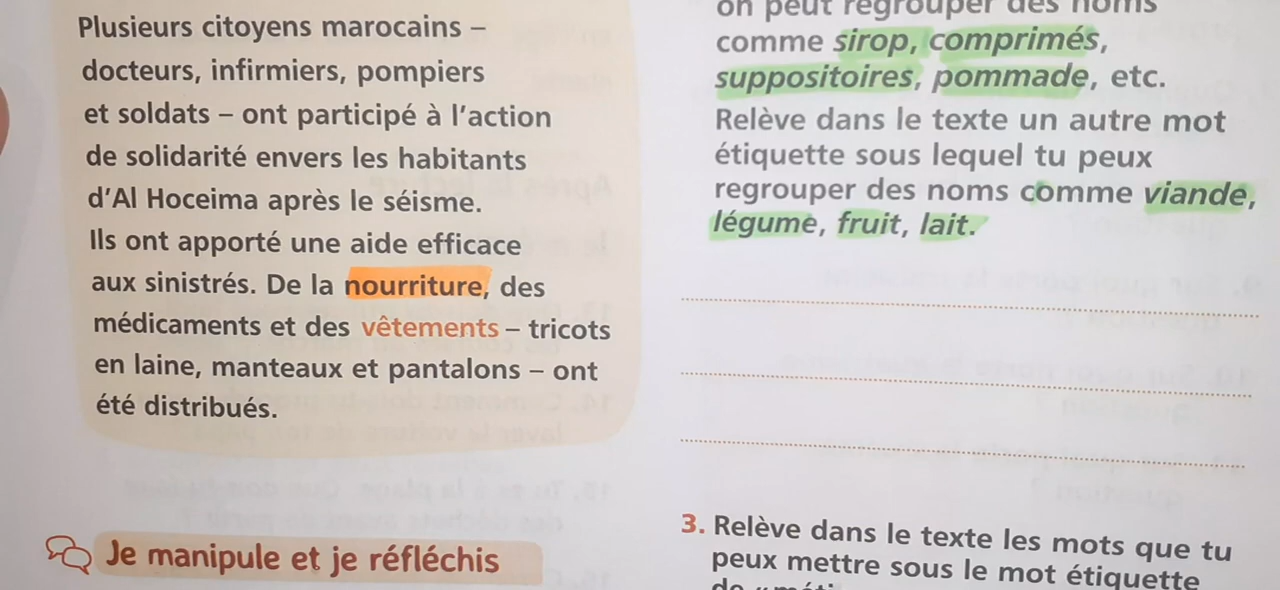 Plusieurs citoyens marocains –
docteurs, infirmiers, pompiers
et soldats – ont participé à l'action
de solidarité envers les habitants
d'Al Hoceima après le séisme.
Ils ont apporté une aide efficace
aux sinistrés. De la nourriture, des
médicaments et des vêtements – tricots
en laine, manteaux et pantalons – ont
été distribués.
Je manipule et je réfléchis
on peut regrouper des noms
comme sirop, comprimés,
suppositoires, pommade, etc.
Relève dans le texte un autre mot
étiquette sous lequel tu peux
regrouper des noms comme viande,
légume, fruit, lait.
3. Relève dans le texte les mots que tu
peux mettre sous le mot étiquette
de